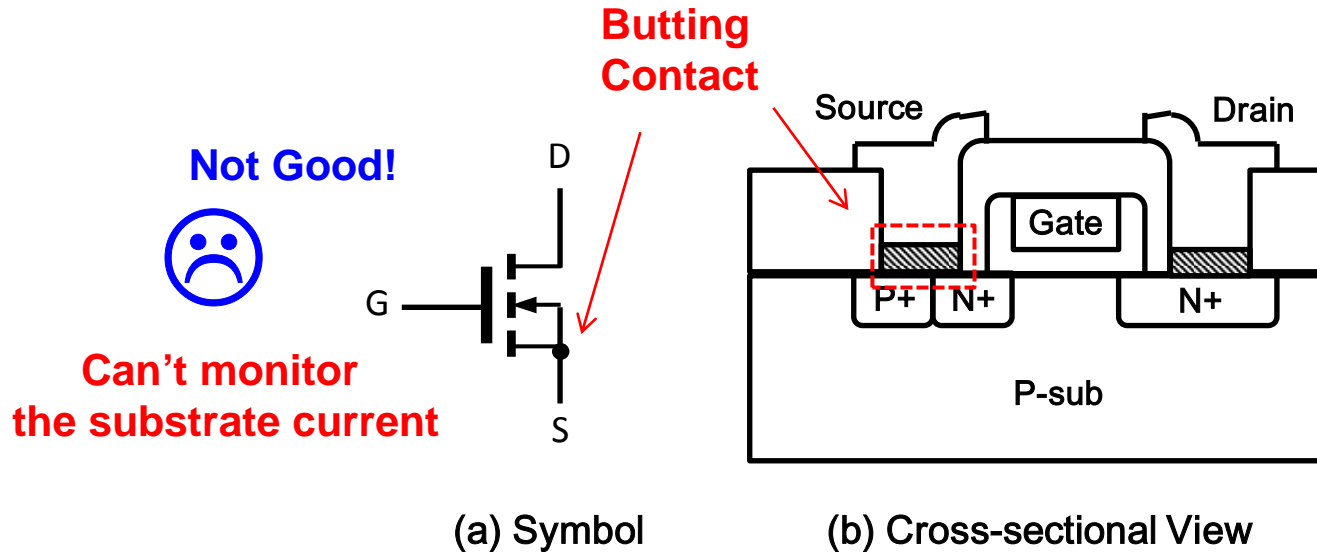 Butting
Contact
Source
Drain
Not Good!
D
Gate
G
P+
N+
N+
Can’t monitor
the substrate current
P-sub
S
(a) Symbol
(b) Cross-sectional View